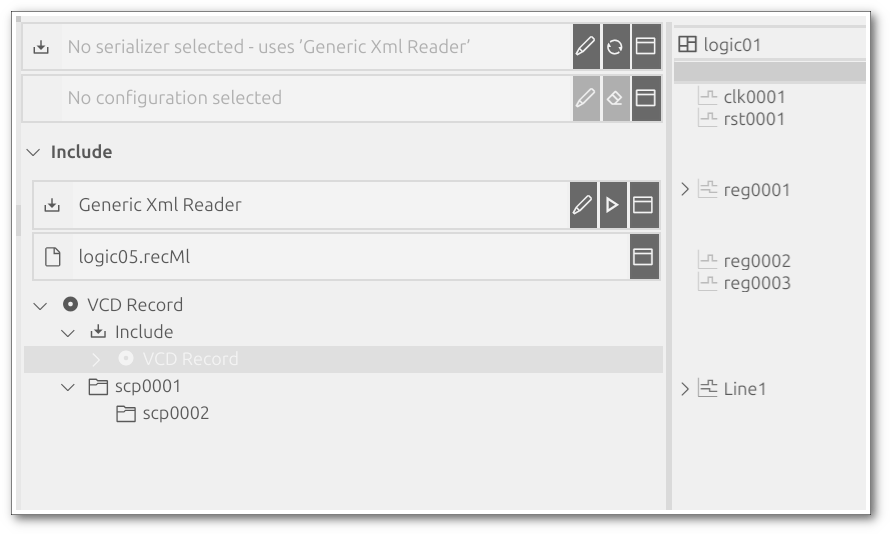 No serializer selected - uses ‘Generic Xml Reader’
No configuration selected
Include
Generic Xml Reader
logic05.recMl
VCD Record
Include
VCD Record
scp0001
scp0002
logic01
clk0001
rst0001
reg0001
reg0002
reg0003
Line1